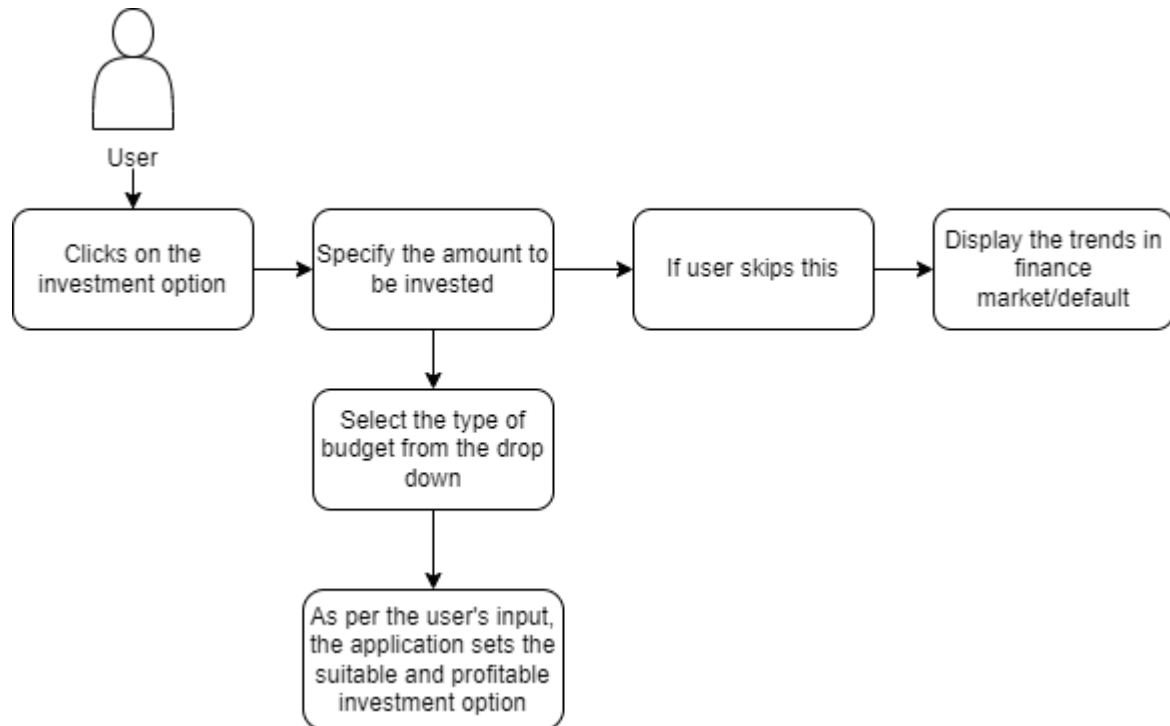 User
Clicks on the
investment option
Specify the amount to
be invested
If user skips this
Display the trends in
finance
market/default
Select the type of
budget from the drop
down
As per the user's input,
the application sets the
suitable and profitable
investment option